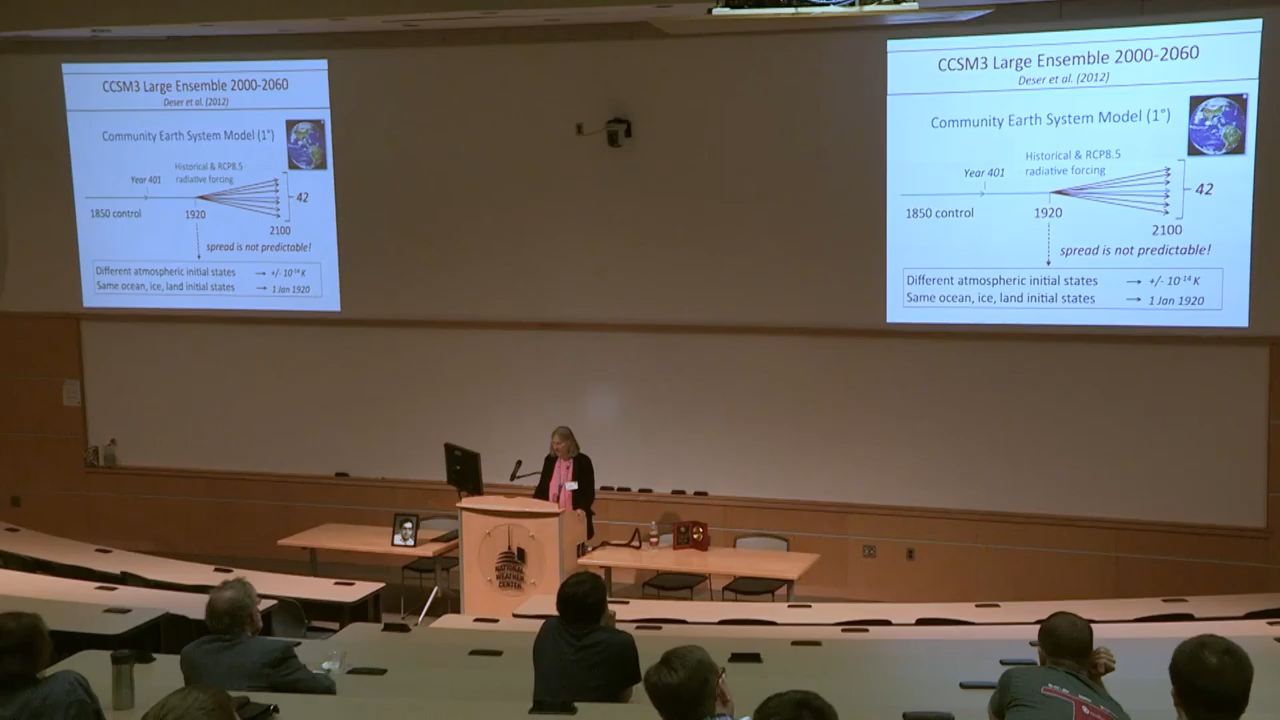 CCSM3 Large Ensemble 2000-2060
Deser et al. (2012)
Community Earth System Model (1°)
Historical & RCP8.5
radiative forcing
Year 401
42
1850 control
1920
2100
spread is not predictable!
Different atmospheric initial states → +/- 10⁻¹⁴ K
Same ocean, ice, land initial states → 1 Jan 1920
CCSM3 Large Ensemble 2000-2060
Deser et al. (2012)
Community Earth System Model (1°)
Historical & RCP8.5
radiative forcing
Year 401
42
1850 control
1920
2100
spread is not predictable!
Different atmospheric initial states → +/- 10⁻¹⁴ K
Same ocean, ice, land initial states → 1 Jan 1920
NATIONAL
WEATHER
CENTER